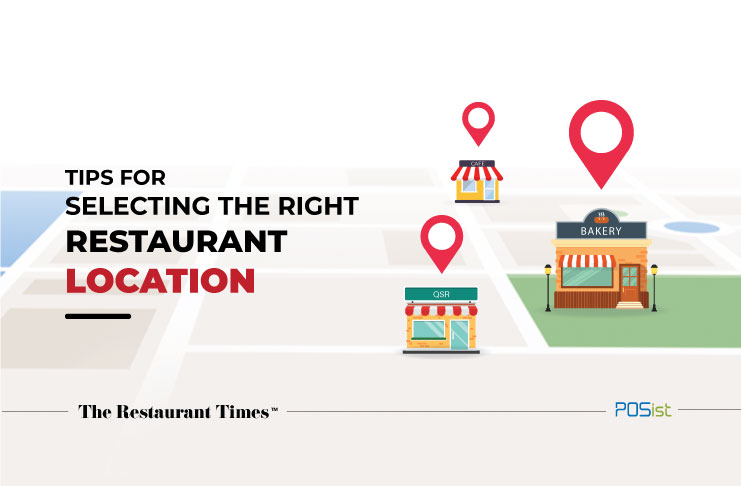 TIPS FOR
SELECTING THE RIGHT
RESTAURANT
LOCATION
CAFE
BAKERY
QSR
The Restaurant Times™
POSist